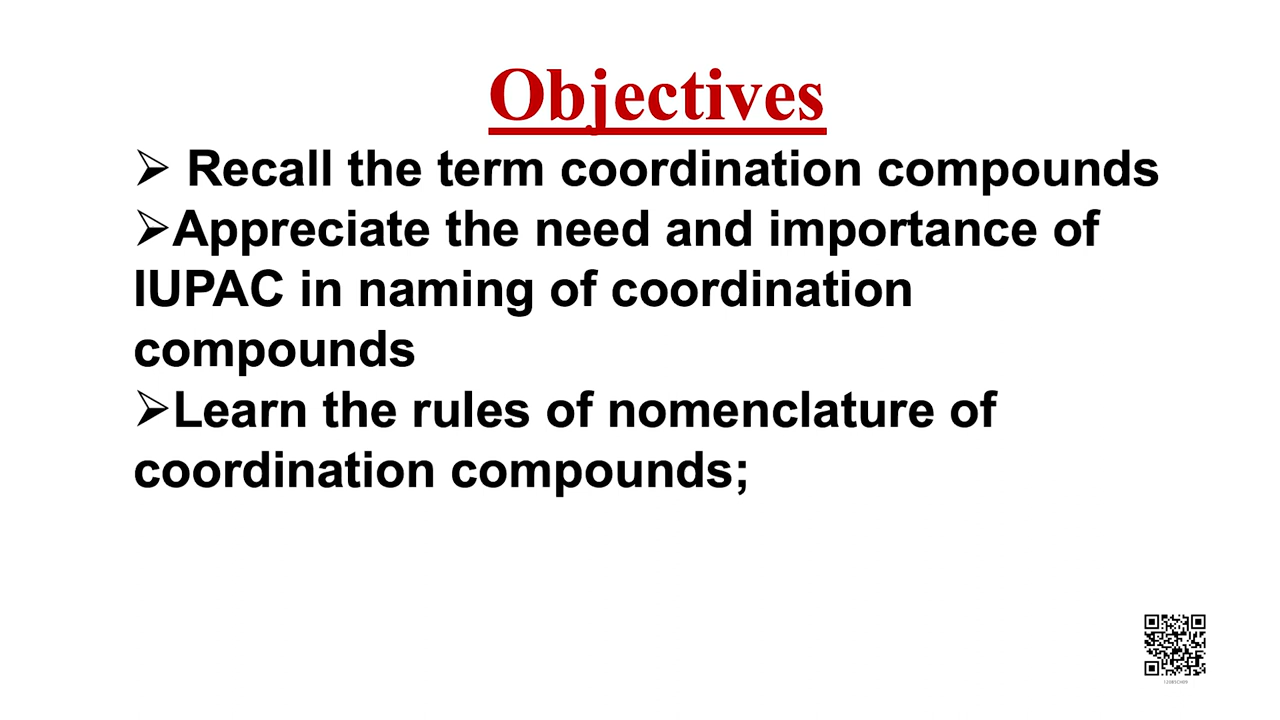 Objectives
➢ Recall the term coordination compounds
➢Appreciate the need and importance of
IUPAC in naming of coordination
compounds
➢Learn the rules of nomenclature of
coordination compounds;